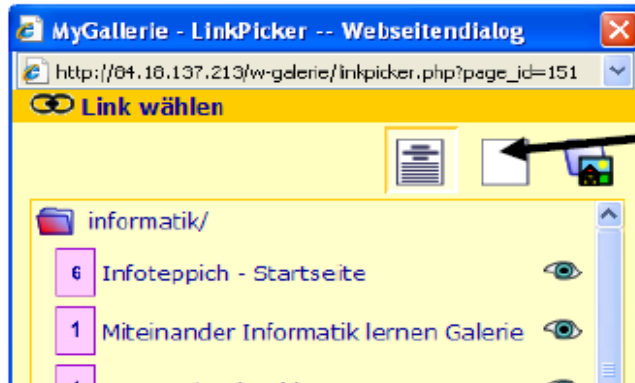 MyGallerie - LinkPicker -- Webseitendialog
http://84.18.137.213/w-galerie/linkpicker.php?page_id=151
Link wählen
informatik/
6 Infoteppich - Startseite
1 Miteinander Informatik lernen Galerie